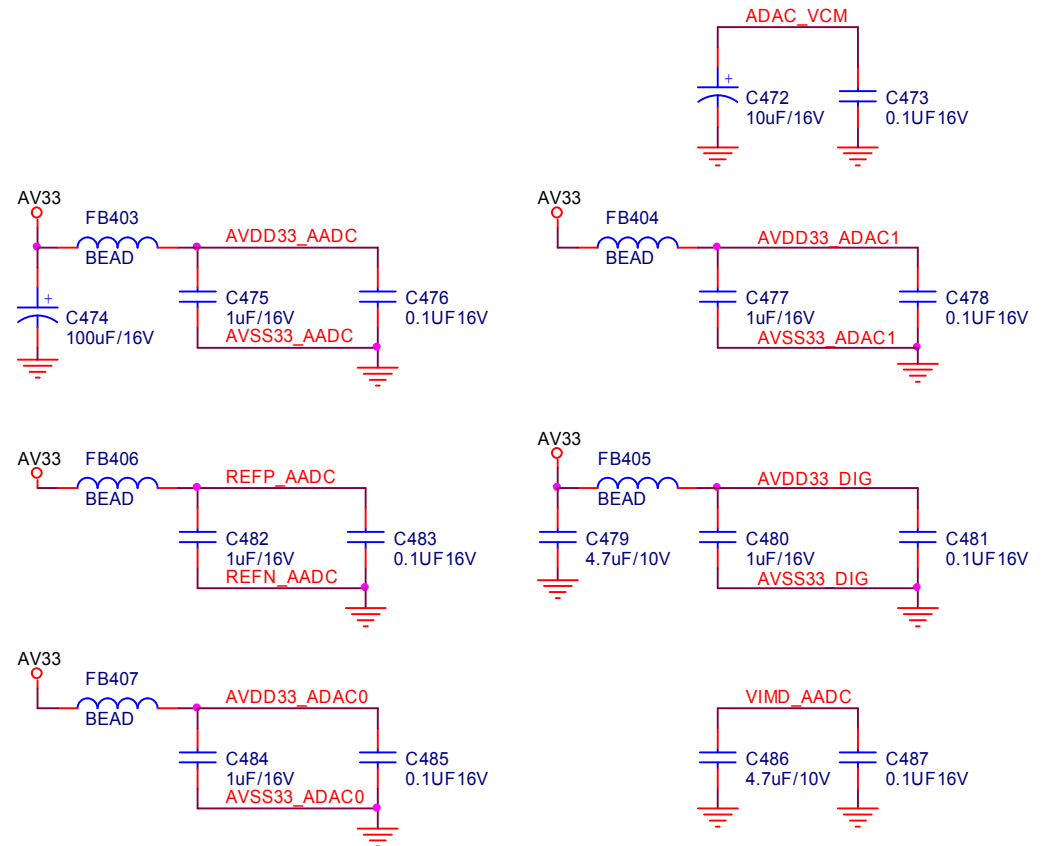 ADAC_VCM
+
C472
10uF/16V
C473
0.1UF16V
AV33
FB403
BEAD
AVDD33_AADC
+
C474
100uF/16V
C475
1uF/16V
AVSS33_AADC
C476
0.1UF16V
AV33
FB404
BEAD
AVDD33_ADAC1
C477
1uF/16V
AVSS33_ADAC1
C478
0.1UF16V
AV33
FB406
BEAD
REFP_AADC
C482
1uF/16V
REFN_AADC
C483
0.1UF16V
AV33
FB405
BEAD
AVDD33_DIG
C479
4.7uF/10V
C480
1uF/16V
AVSS33_DIG
C481
0.1UF16V
AV33
FB407
BEAD
AVDD33_ADAC0
C484
1uF/16V
AVSS33_ADAC0
C485
0.1UF16V
VIMD_AADC
C486
4.7uF/10V
C487
0.1UF16V